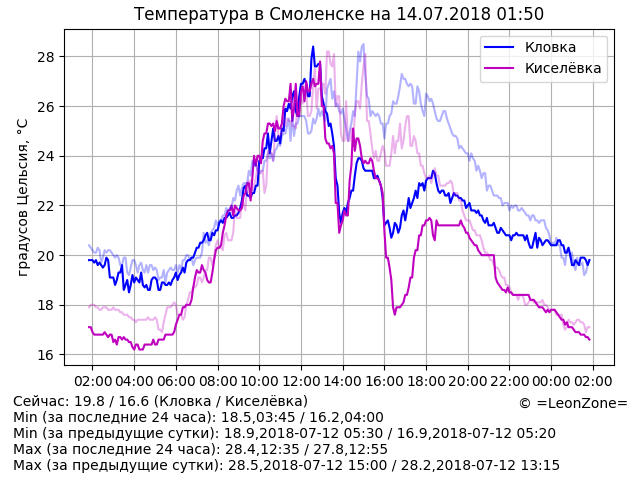 Температура в Смоленске на 14.07.2018 01:50
Кловка
Киселёвка
градусов Цельсия, °C
28
26
24
22
20
18
16
02:00 04:00 06:00 08:00 10:00 12:00 14:00 16:00 18:00 20:00 22:00 00:00 02:00
Сейчас: 19.8 / 16.6 (Кловка / Киселёвка)
© =LeonZone=
Min (за последние 24 часа): 18.5,03:45 / 16.2,04:00
Min (за предыдущие сутки): 18.9,2018-07-12 05:30 / 16.9,2018-07-12 05:20
Max (за последние 24 часа): 28.4,12:35 / 27.8,12:55
Max (за предыдущие сутки): 28.5,2018-07-12 15:00 / 28.2,2018-07-12 13:15